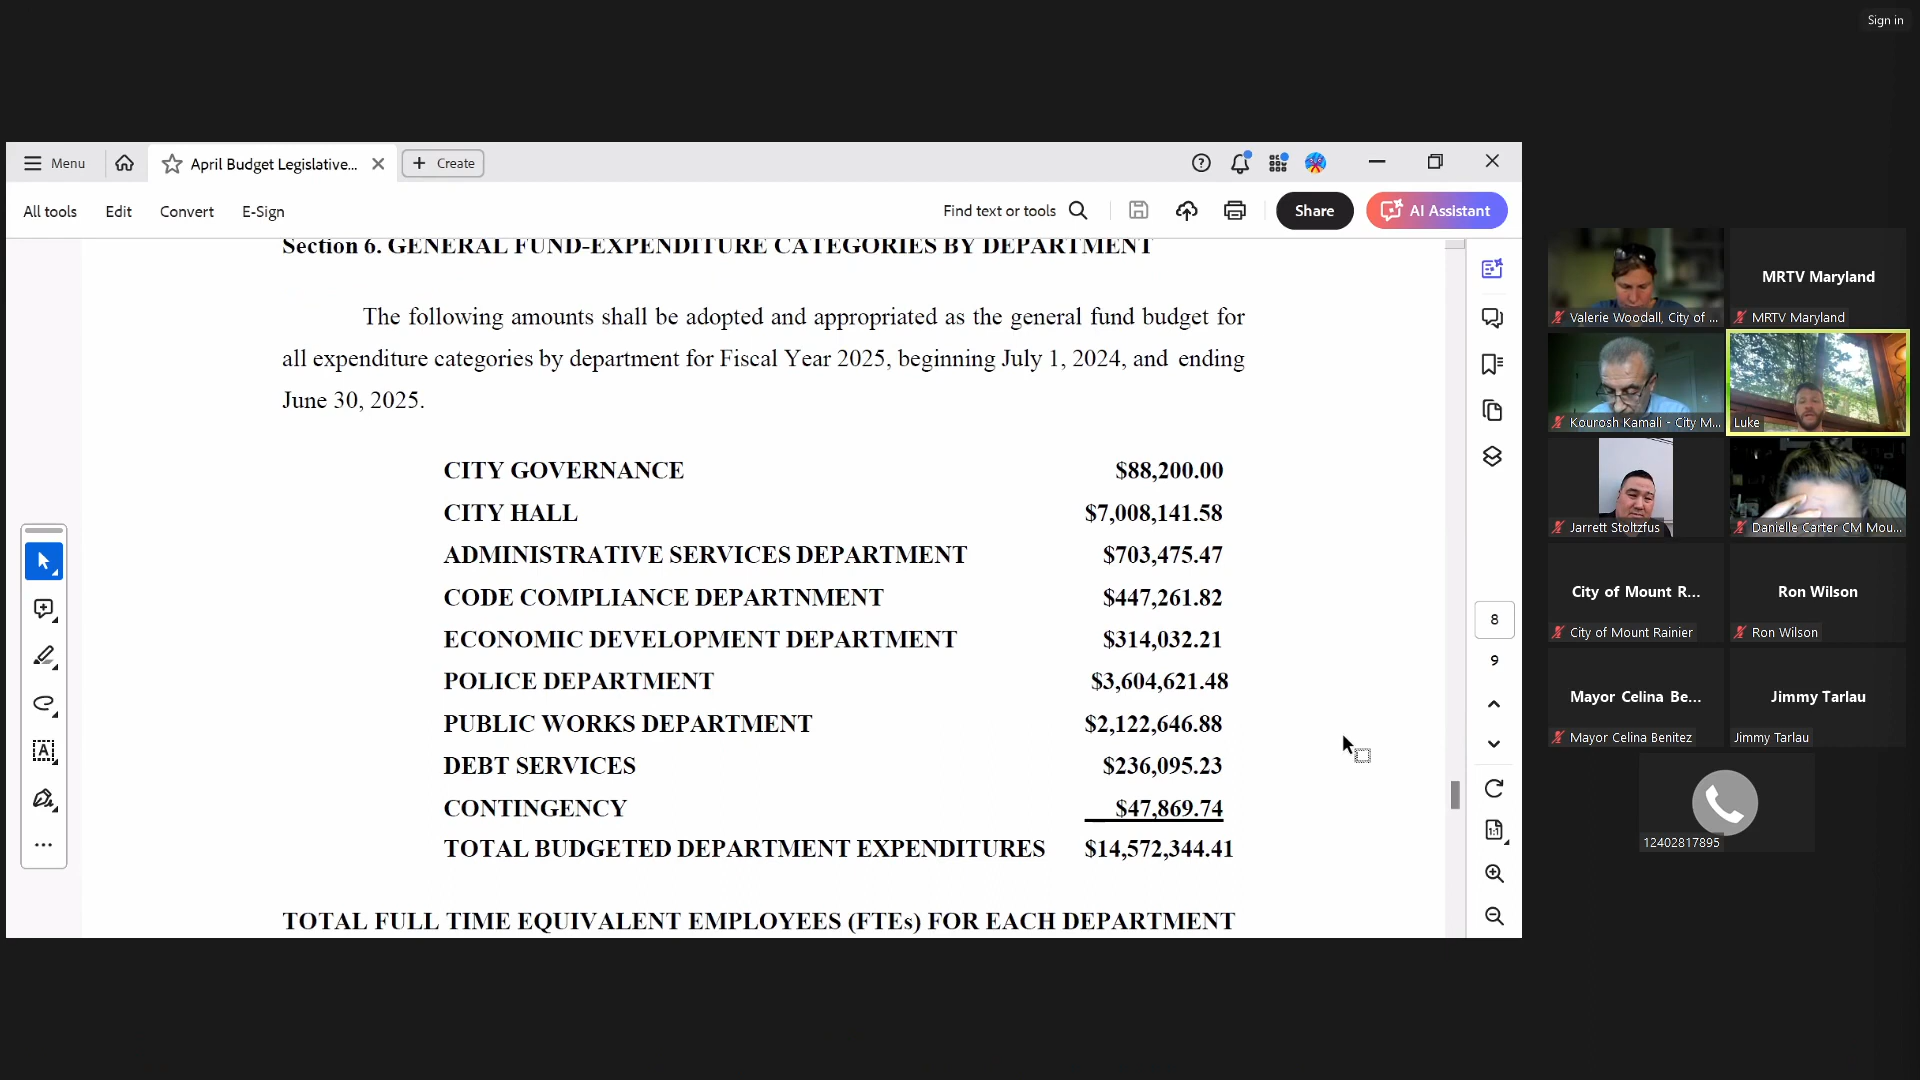 Sign in
Menu
April Budget Legislative...
Create
All tools Edit Convert E-Sign
Find text or tools
Share
AI Assistant
Section 6. GENERAL FUND-EXPENDITURE CATEGORIES BY DEPARTMENT
The following amounts shall be adopted and appropriated as the general fund budget for
all expenditure categories by department for Fiscal Year 2025, beginning July 1, 2024, and ending
June 30, 2025.
CITY GOVERNANCE $88,200.00
CITY HALL $7,008,141.58
ADMINISTRATIVE SERVICES DEPARTMENT $703,475.47
CODE COMPLIANCE DEPARTNMENT $447,261.82
ECONOMIC DEVELOPMENT DEPARTMENT $314,032.21
POLICE DEPARTMENT $3,604,621.48
PUBLIC WORKS DEPARTMENT $2,122,646.88
DEBT SERVICES $236,095.23
CONTINGENCY $47,869.74
TOTAL BUDGETED DEPARTMENT EXPENDITURES $14,572,344.41
TOTAL FULL TIME EQUIVALENT EMPLOYEES (FTEs) FOR EACH DEPARTMENT
8
9
1:1
Valerie Woodall, City of ...
MRTV Maryland
MRTV Maryland
Kourosh Kamali - City M...
Luke
Jarrett Stoltzfus
Danielle Carter CM Mou...
City of Mount R...
City of Mount Rainier
Ron Wilson
Ron Wilson
Mayor Celina Be...
Mayor Celina Benitez
Jimmy Tarlau
Jimmy Tarlau
12402817895